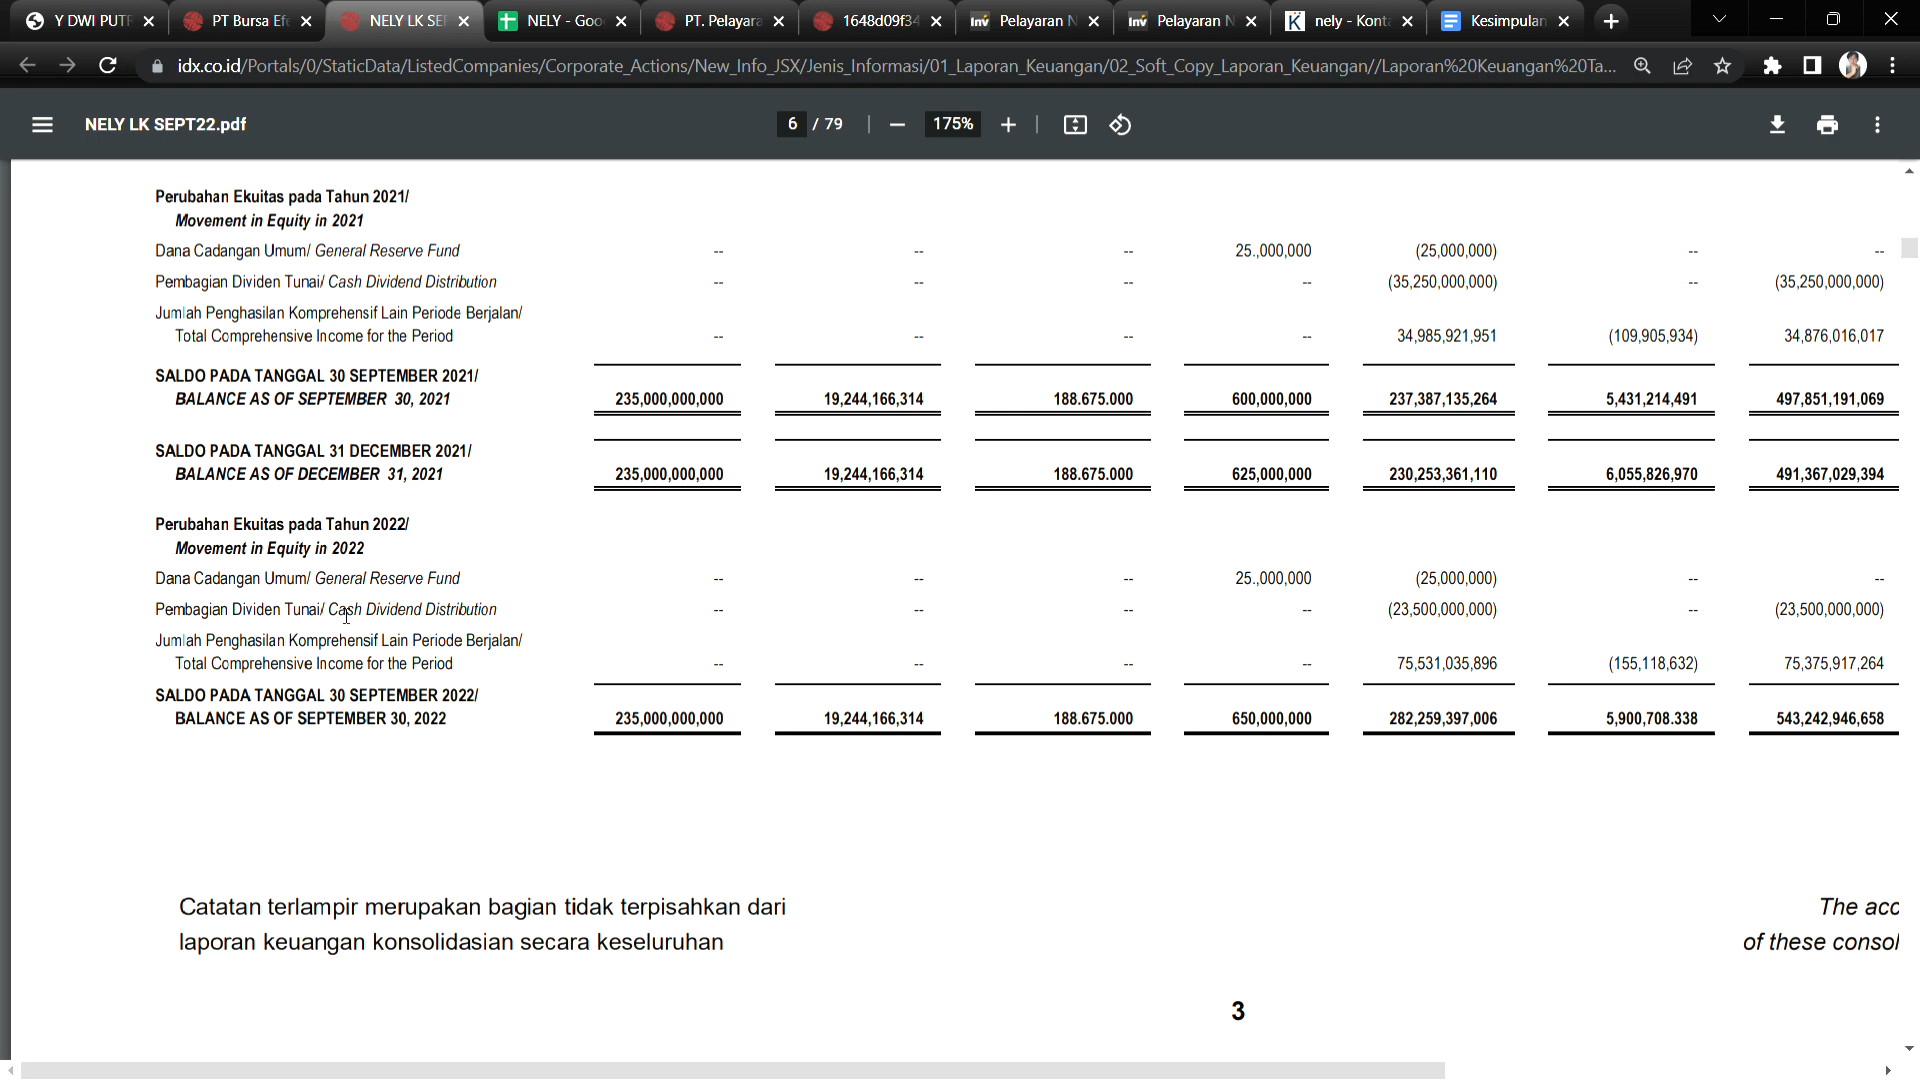 Y DWI PUTR
PT Bursa Efe
NELY LK SEP
NELY - Goo
PT. Pelayara
1648d09f34
Pelayaran N
Pelayaran N
nely - Konta
Kesimpulan
idx.co.id/Portals/0/StaticData/ListedCompanies/Corporate_Actions/New_Info_JSX/Jenis_Informasi/01_Laporan_Keuangan/02_Soft_Copy_Laporan_Keuangan//Laporan%20Keuangan%20Ta...
NELY LK SEPT22.pdf
6 / 79
175%
Perubahan Ekuitas pada Tahun 2021/
Movement in Equity in 2021
Dana Cadangan Umum/ General Reserve Fund -- -- -- 25.,000,000 (25,000,000) -- --
Pembagian Dividen Tunai/ Cash Dividend Distribution -- -- -- -- (35,250,000,000) -- (35,250,000,000)
Jumlah Penghasilan Komprehensif Lain Periode Berjalan/
Total Comprehensive Income for the Period -- -- -- -- 34,985,921,951 (109,905,934) 34,876,016,017
SALDO PADA TANGGAL 30 SEPTEMBER 2021/
BALANCE AS OF SEPTEMBER 30, 2021 235,000,000,000 19,244,166,314 188.675.000 600,000,000 237,387,135,264 5,431,214,491 497,851,191,069
SALDO PADA TANGGAL 31 DECEMBER 2021/
BALANCE AS OF DECEMBER 31, 2021 235,000,000,000 19,244,166,314 188.675.000 625,000,000 230,253,361,110 6,055,826,970 491,367,029,394
Perubahan Ekuitas pada Tahun 2022/
Movement in Equity in 2022
Dana Cadangan Umum/ General Reserve Fund -- -- -- 25.,000,000 (25,000,000) -- --
Pembagian Dividen Tunai/ Cash Dividend Distribution -- -- -- -- (23,500,000,000) -- (23,500,000,000)
Jumlah Penghasilan Komprehensif Lain Periode Berjalan/
Total Comprehensive Income for the Period -- -- -- -- 75,531,035,896 (155,118,632) 75,375,917,264
SALDO PADA TANGGAL 30 SEPTEMBER 2022/
BALANCE AS OF SEPTEMBER 30, 2022 235,000,000,000 19,244,166,314 188.675.000 650,000,000 282,259,397,006 5,900,708.338 543,242,946,658
Catatan terlampir merupakan bagian tidak terpisahkan dari
laporan keuangan konsolidasian secara keseluruhan
The acc
of these consol
3